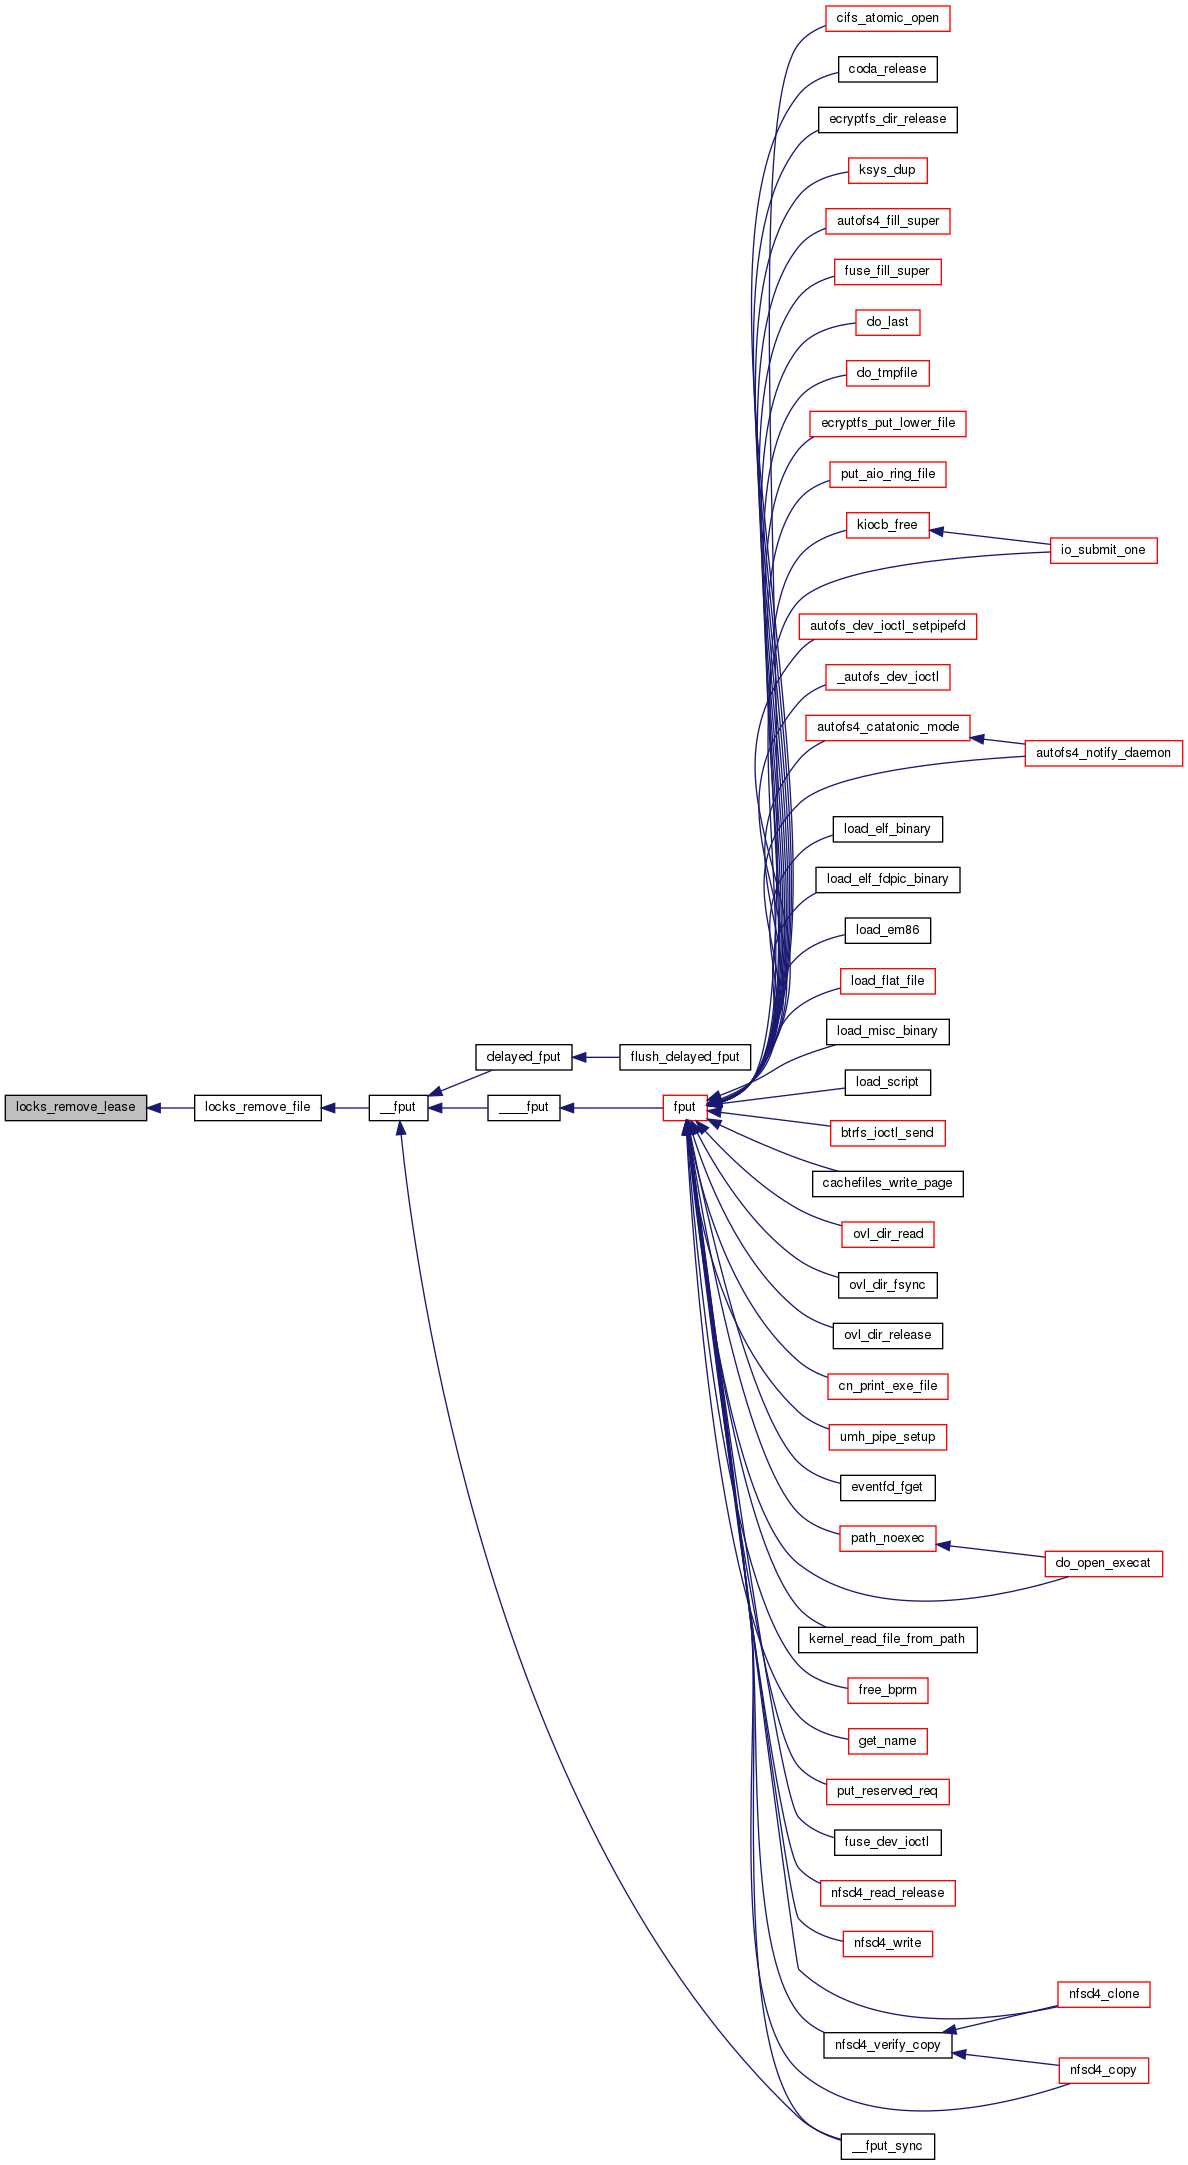 cifs_atomic_open
coda_release
ecryptfs_dir_release
ksys_dup
autofs4_fill_super
fuse_fill_super
do_last
do_tmpfile
ecryptfs_put_lower_file
put_aio_ring_file
kiocb_free
io_submit_one
autofs_dev_ioctl_setpipefd
_autofs_dev_ioctl
autofs4_catatonic_mode
autofs4_notify_daemon
load_elf_binary
load_elf_fdpic_binary
load_em86
load_flat_file
load_misc_binary
delayed_fput
flush_delayed_fput
load_script
locks_remove_lease
locks_remove_file
__fput
____fput
fput
btrfs_ioctl_send
cachefiles_write_page
ovl_dir_read
ovl_dir_fsync
ovl_dir_release
cn_print_exe_file
umh_pipe_setup
eventfd_fget
path_noexec
do_open_execat
kernel_read_file_from_path
free_bprm
get_name
put_reserved_req
fuse_dev_ioctl
nfsd4_read_release
nfsd4_write
nfsd4_clone
nfsd4_verify_copy
nfsd4_copy
__fput_sync